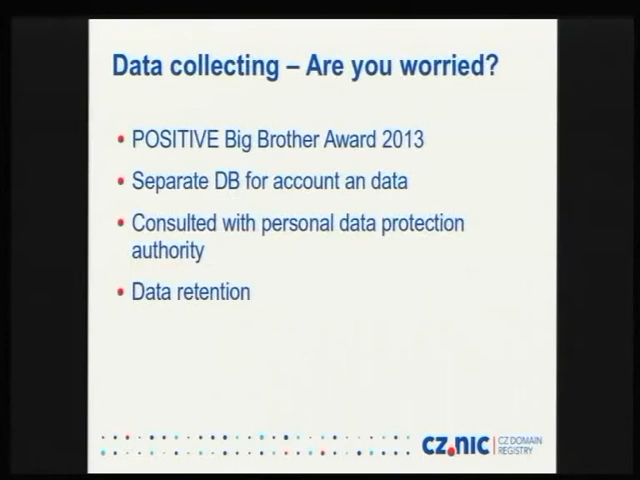 Data collecting – Are you worried?
• POSITIVE Big Brother Award 2013
• Separate DB for account an data
• Consulted with personal data protection
authority
• Data retention
cz.nic | CZ DOMAIN
REGISTRY